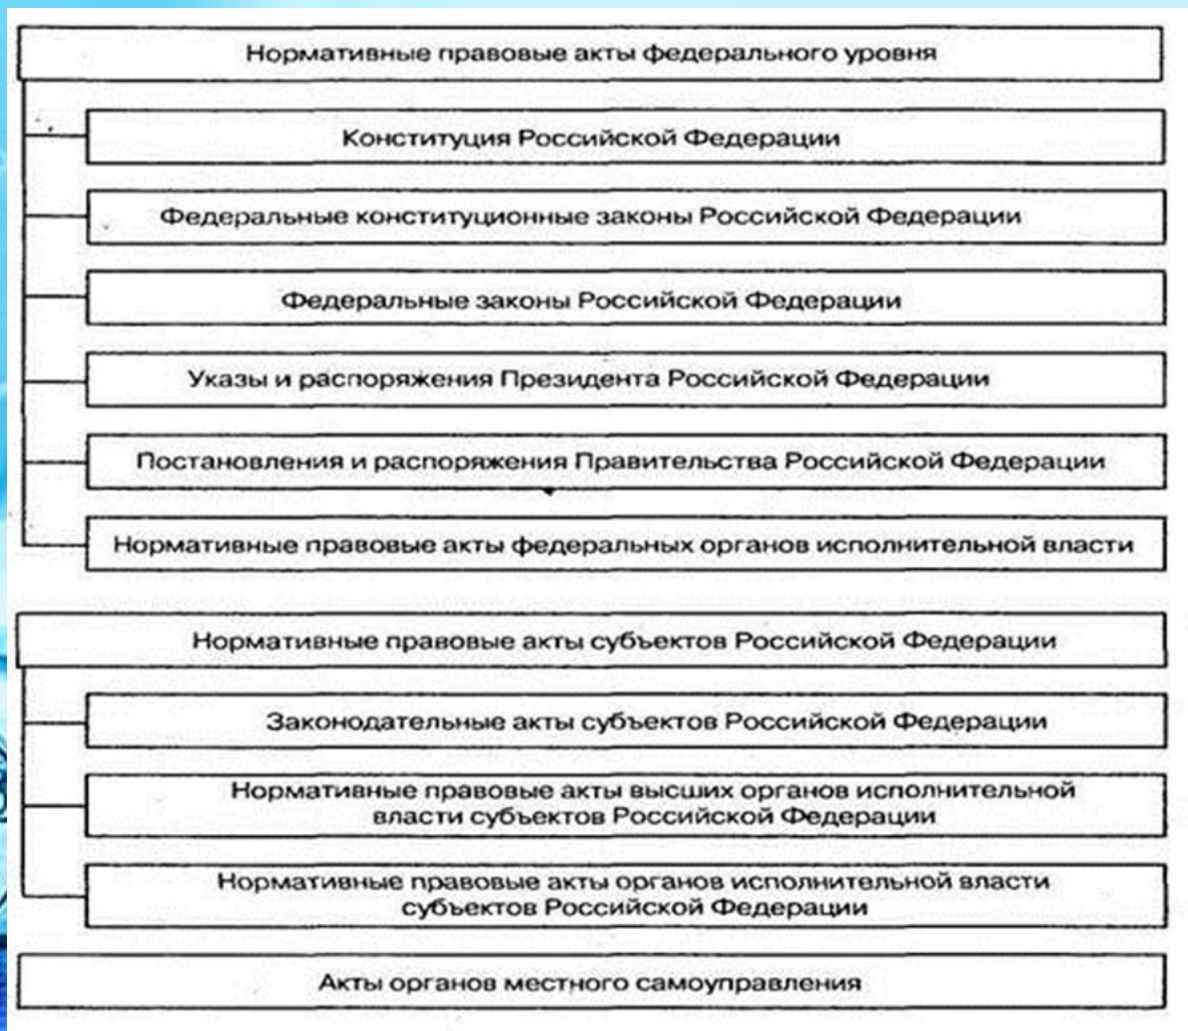 Нормативные правовые акты федерального уровня
Конституция Российской Федерации
Федеральные конституционные законы Российской Федерации
Федеральные законы Российской Федерации
Указы и распоряжения Президента Российской Федерации
Постановления и распоряжения Правительства Российской Федерации
Нормативные правовые акты федеральных органов исполнительной власти
Нормативные правовые акты субъектов Российской Федерации
Законодательные акты субъектов Российской Федерации
Нормативные правовые акты высших органов исполнительной
власти субъектов Российской Федерации
Нормативные правовые акты органов исполнительной власти
субъектов Российской Федерации
Акты органов местного самоуправления